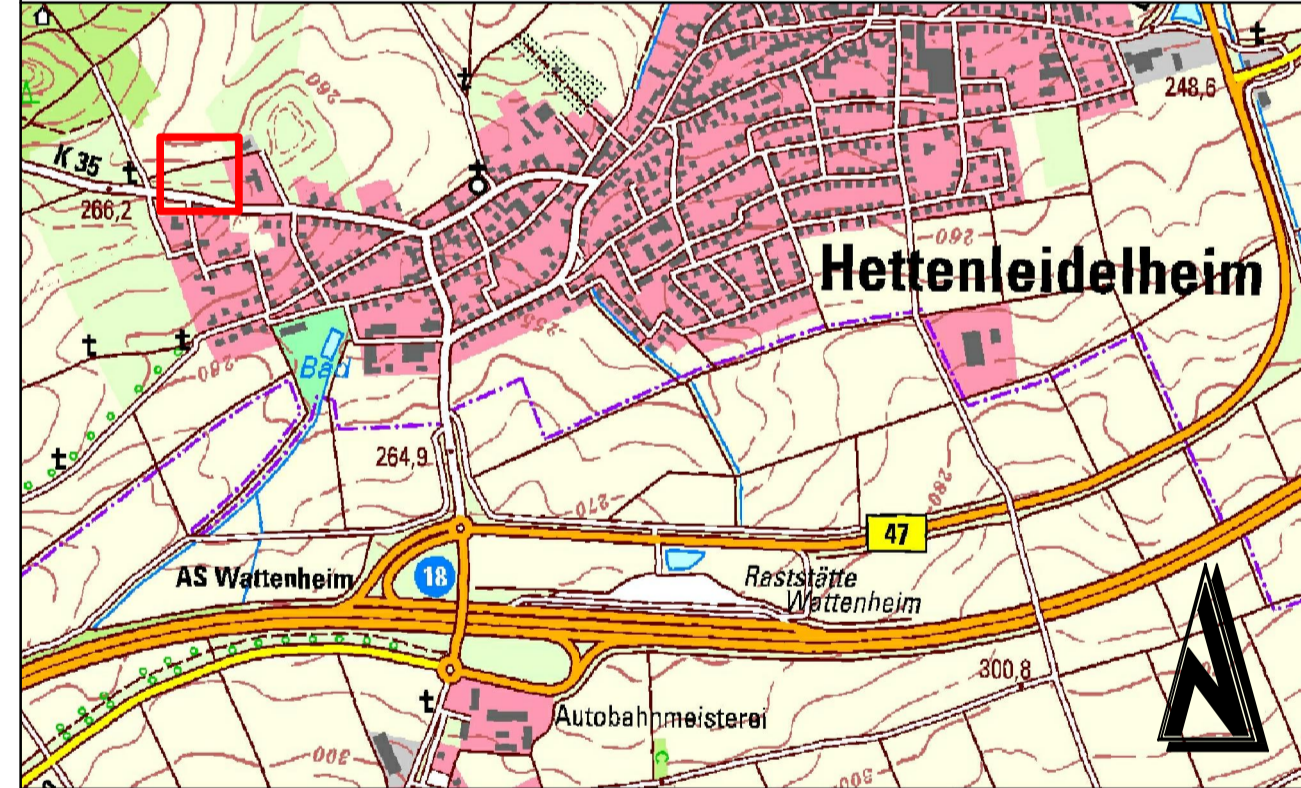 260
248,6
K 35
266,2
260
Hettenleidelheim
255
280
Bad
264,9
280
270
47
AS Wattenheim
18
Raststätte
Wattenheim
300,8
Autobahnmeisterei
300
300